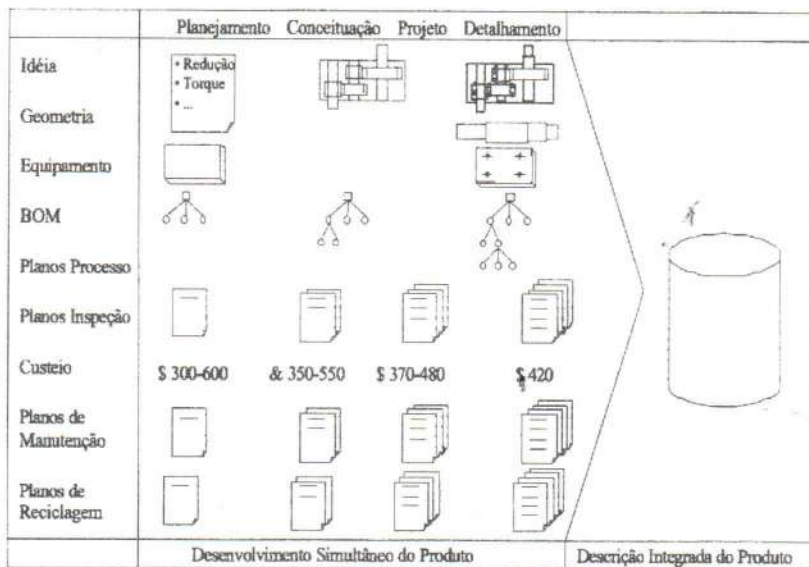 Planejamento Conceituação Projeto Detalhamento
Idéia
• Redução
• Torque
• ...
Geometria
Equipamento
BOM
Planos Processo
Planos Inspeção
Custeio $ 300-600 & 350-550 $ 370-480 $ 420
Planos de
Manutenção
Planos de
Reciclagem
Desenvolvimento Simultâneo do Produto Descrição Integrada do Produto